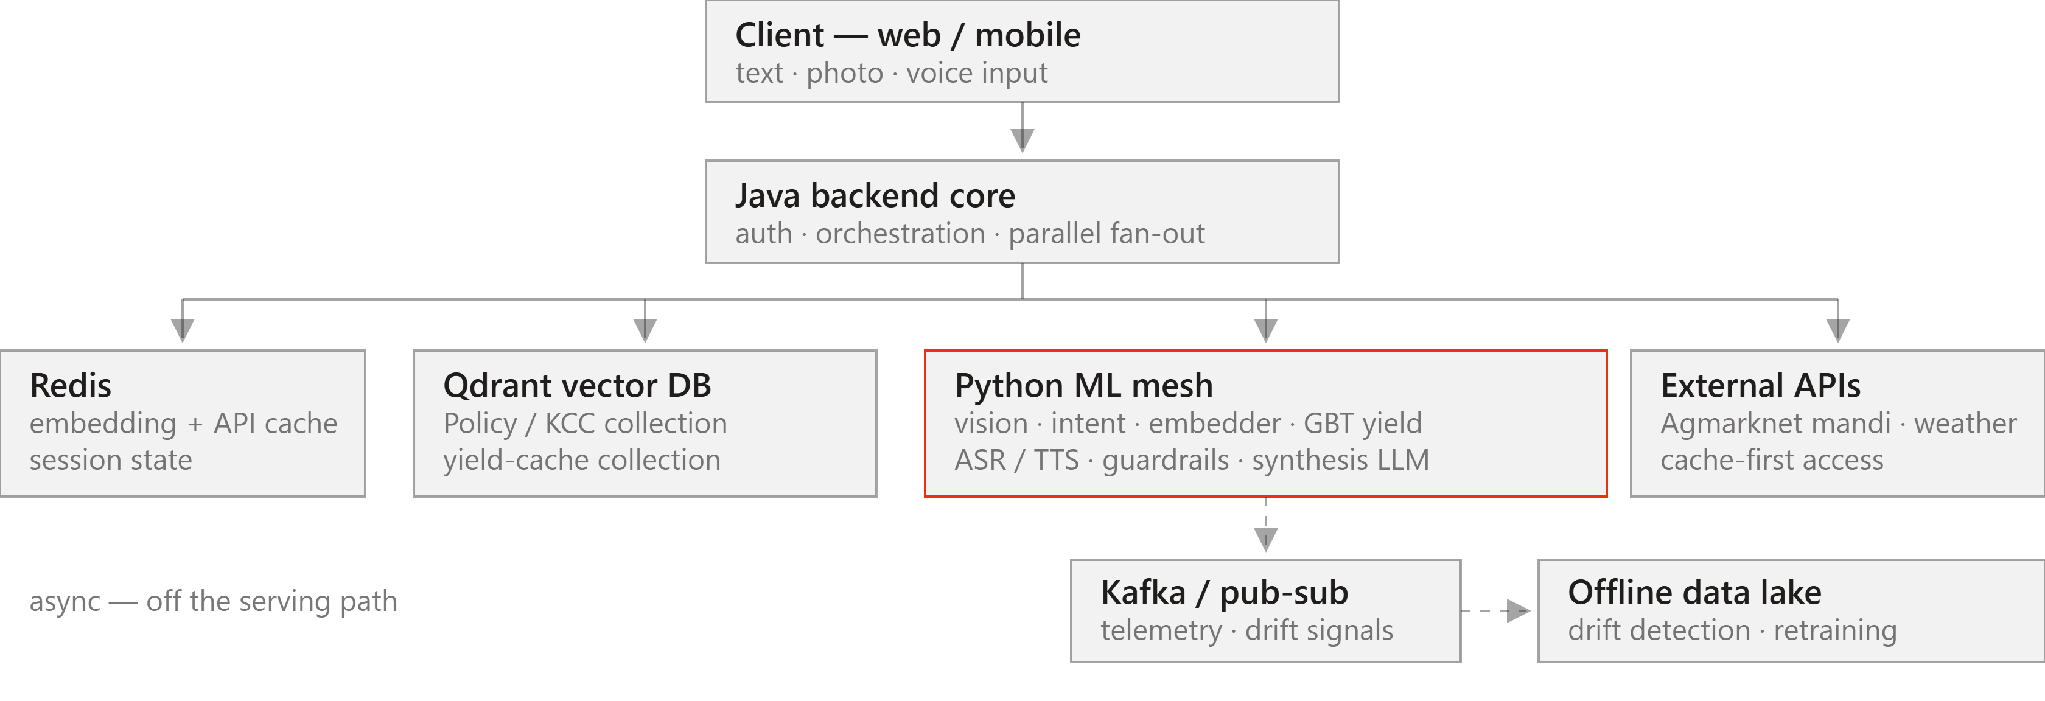 Client — web / mobile
text · photo · voice input
Java backend core
auth · orchestration · parallel fan-out
Redis
embedding + API cache
session state
Qdrant vector DB
Policy / KCC collection
yield-cache collection
Python ML mesh
vision · intent · embedder · GBT yield
ASR / TTS · guardrails · synthesis LLM
External APIs
Agmarknet mandi · weather
cache-first access
async — off the serving path
Kafka / pub-sub
telemetry · drift signals
Offline data lake
drift detection · retraining